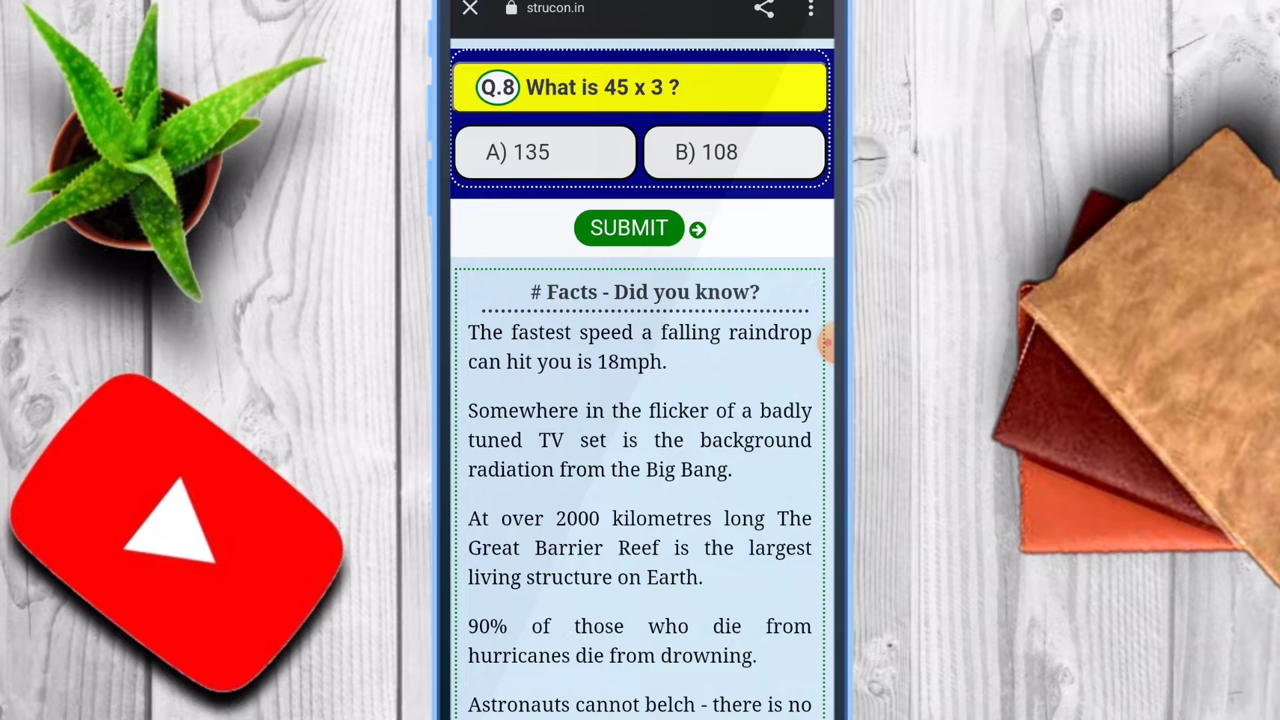 strucon.in
Q.8 What is 45 x 3 ?
A) 135
B) 108
SUBMIT
# Facts - Did you know?
The fastest speed a falling raindrop
can hit you is 18mph.
Somewhere in the flicker of a badly
tuned TV set is the background
radiation from the Big Bang.
At over 2000 kilometres long The
Great Barrier Reef is the largest
living structure on Earth.
90% of those who die from
hurricanes die from drowning.
Astronauts cannot belch - there is no